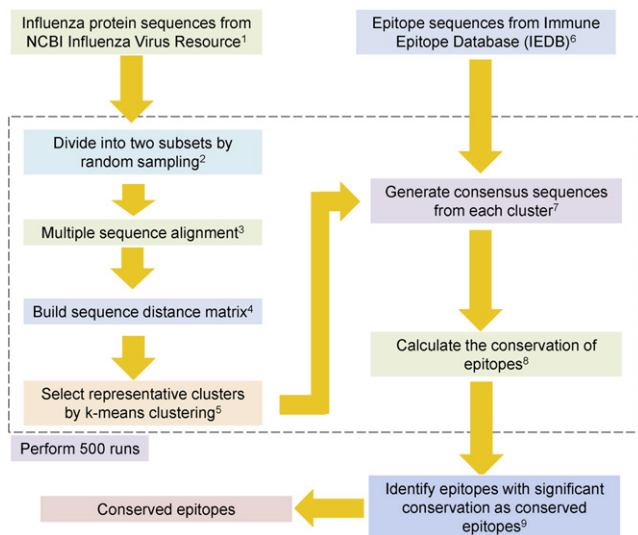 Influenza protein sequences from
NCBI Influenza Virus Resource¹
Divide into two subsets by
random sampling²
Multiple sequence alignment³
Build sequence distance matrix⁴
Select representative clusters
by k-means clustering⁵
Perform 500 runs
Epitope sequences from Immune
Epitope Database (IEDB)⁶
Generate consensus sequences
from each cluster⁷
Calculate the conservation of
epitopes⁸
Identify epitopes with significant
conservation as conserved
epitopes⁹
Conserved epitopes